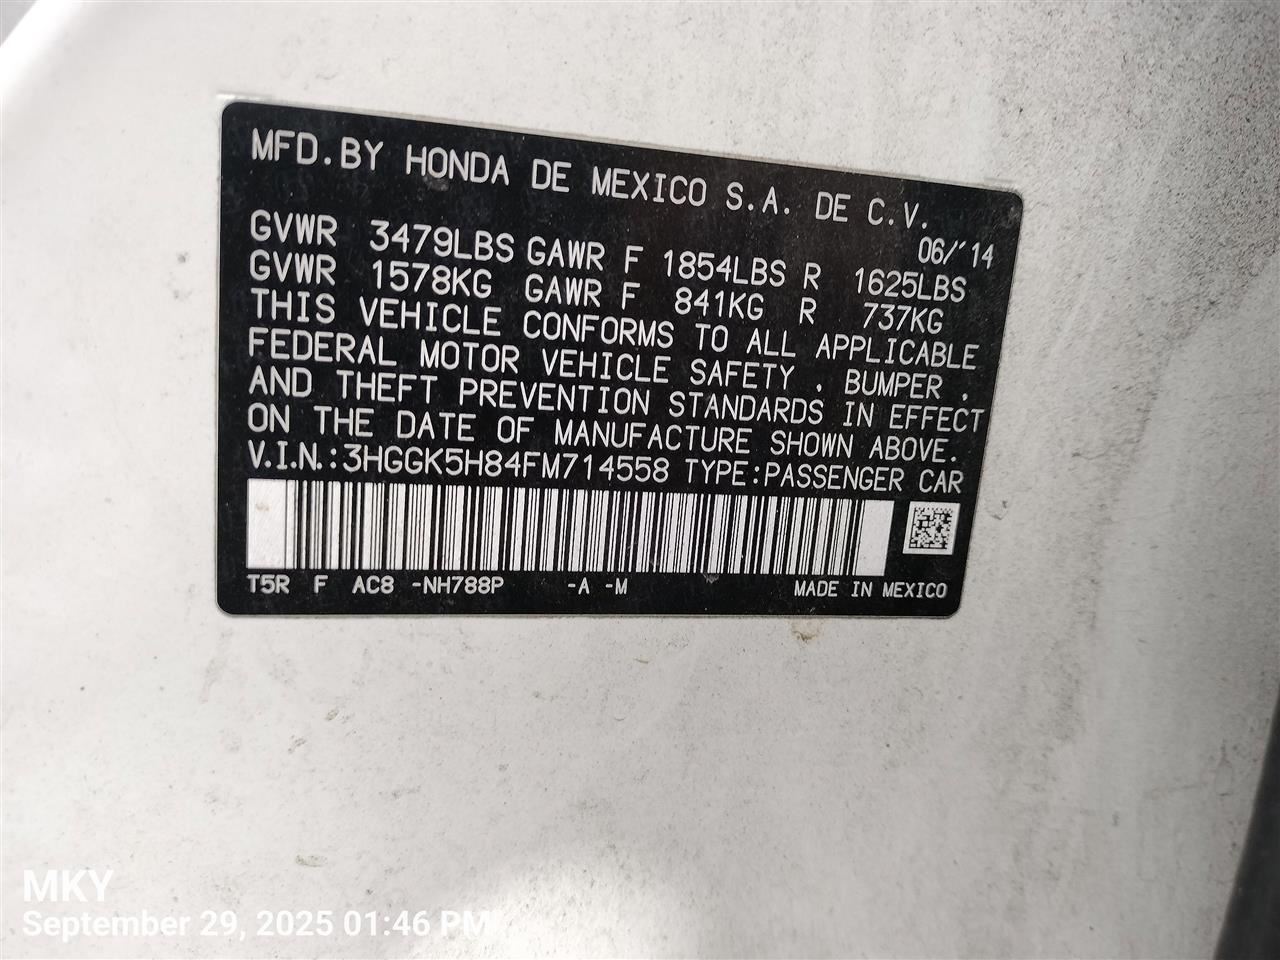 MFD.BY HONDA DE MEXICO S.A. DE C.V.
06/'14
GVWR 3479LBS GAWR F 1854LBS R 1625LBS
GVWR 1578KG GAWR F 841KG R 737KG
THIS VEHICLE CONFORMS TO ALL APPLICABLE
FEDERAL MOTOR VEHICLE SAFETY , BUMPER ,
AND THEFT PREVENTION STANDARDS IN EFFECT
ON THE DATE OF MANUFACTURE SHOWN ABOVE.
V.I.N.:3HGGK5H84FM714558 TYPE:PASSENGER CAR
T5R F AC8 -NH788P -A -M MADE IN MEXICO
MKY
September 29, 2025 01:46 PM